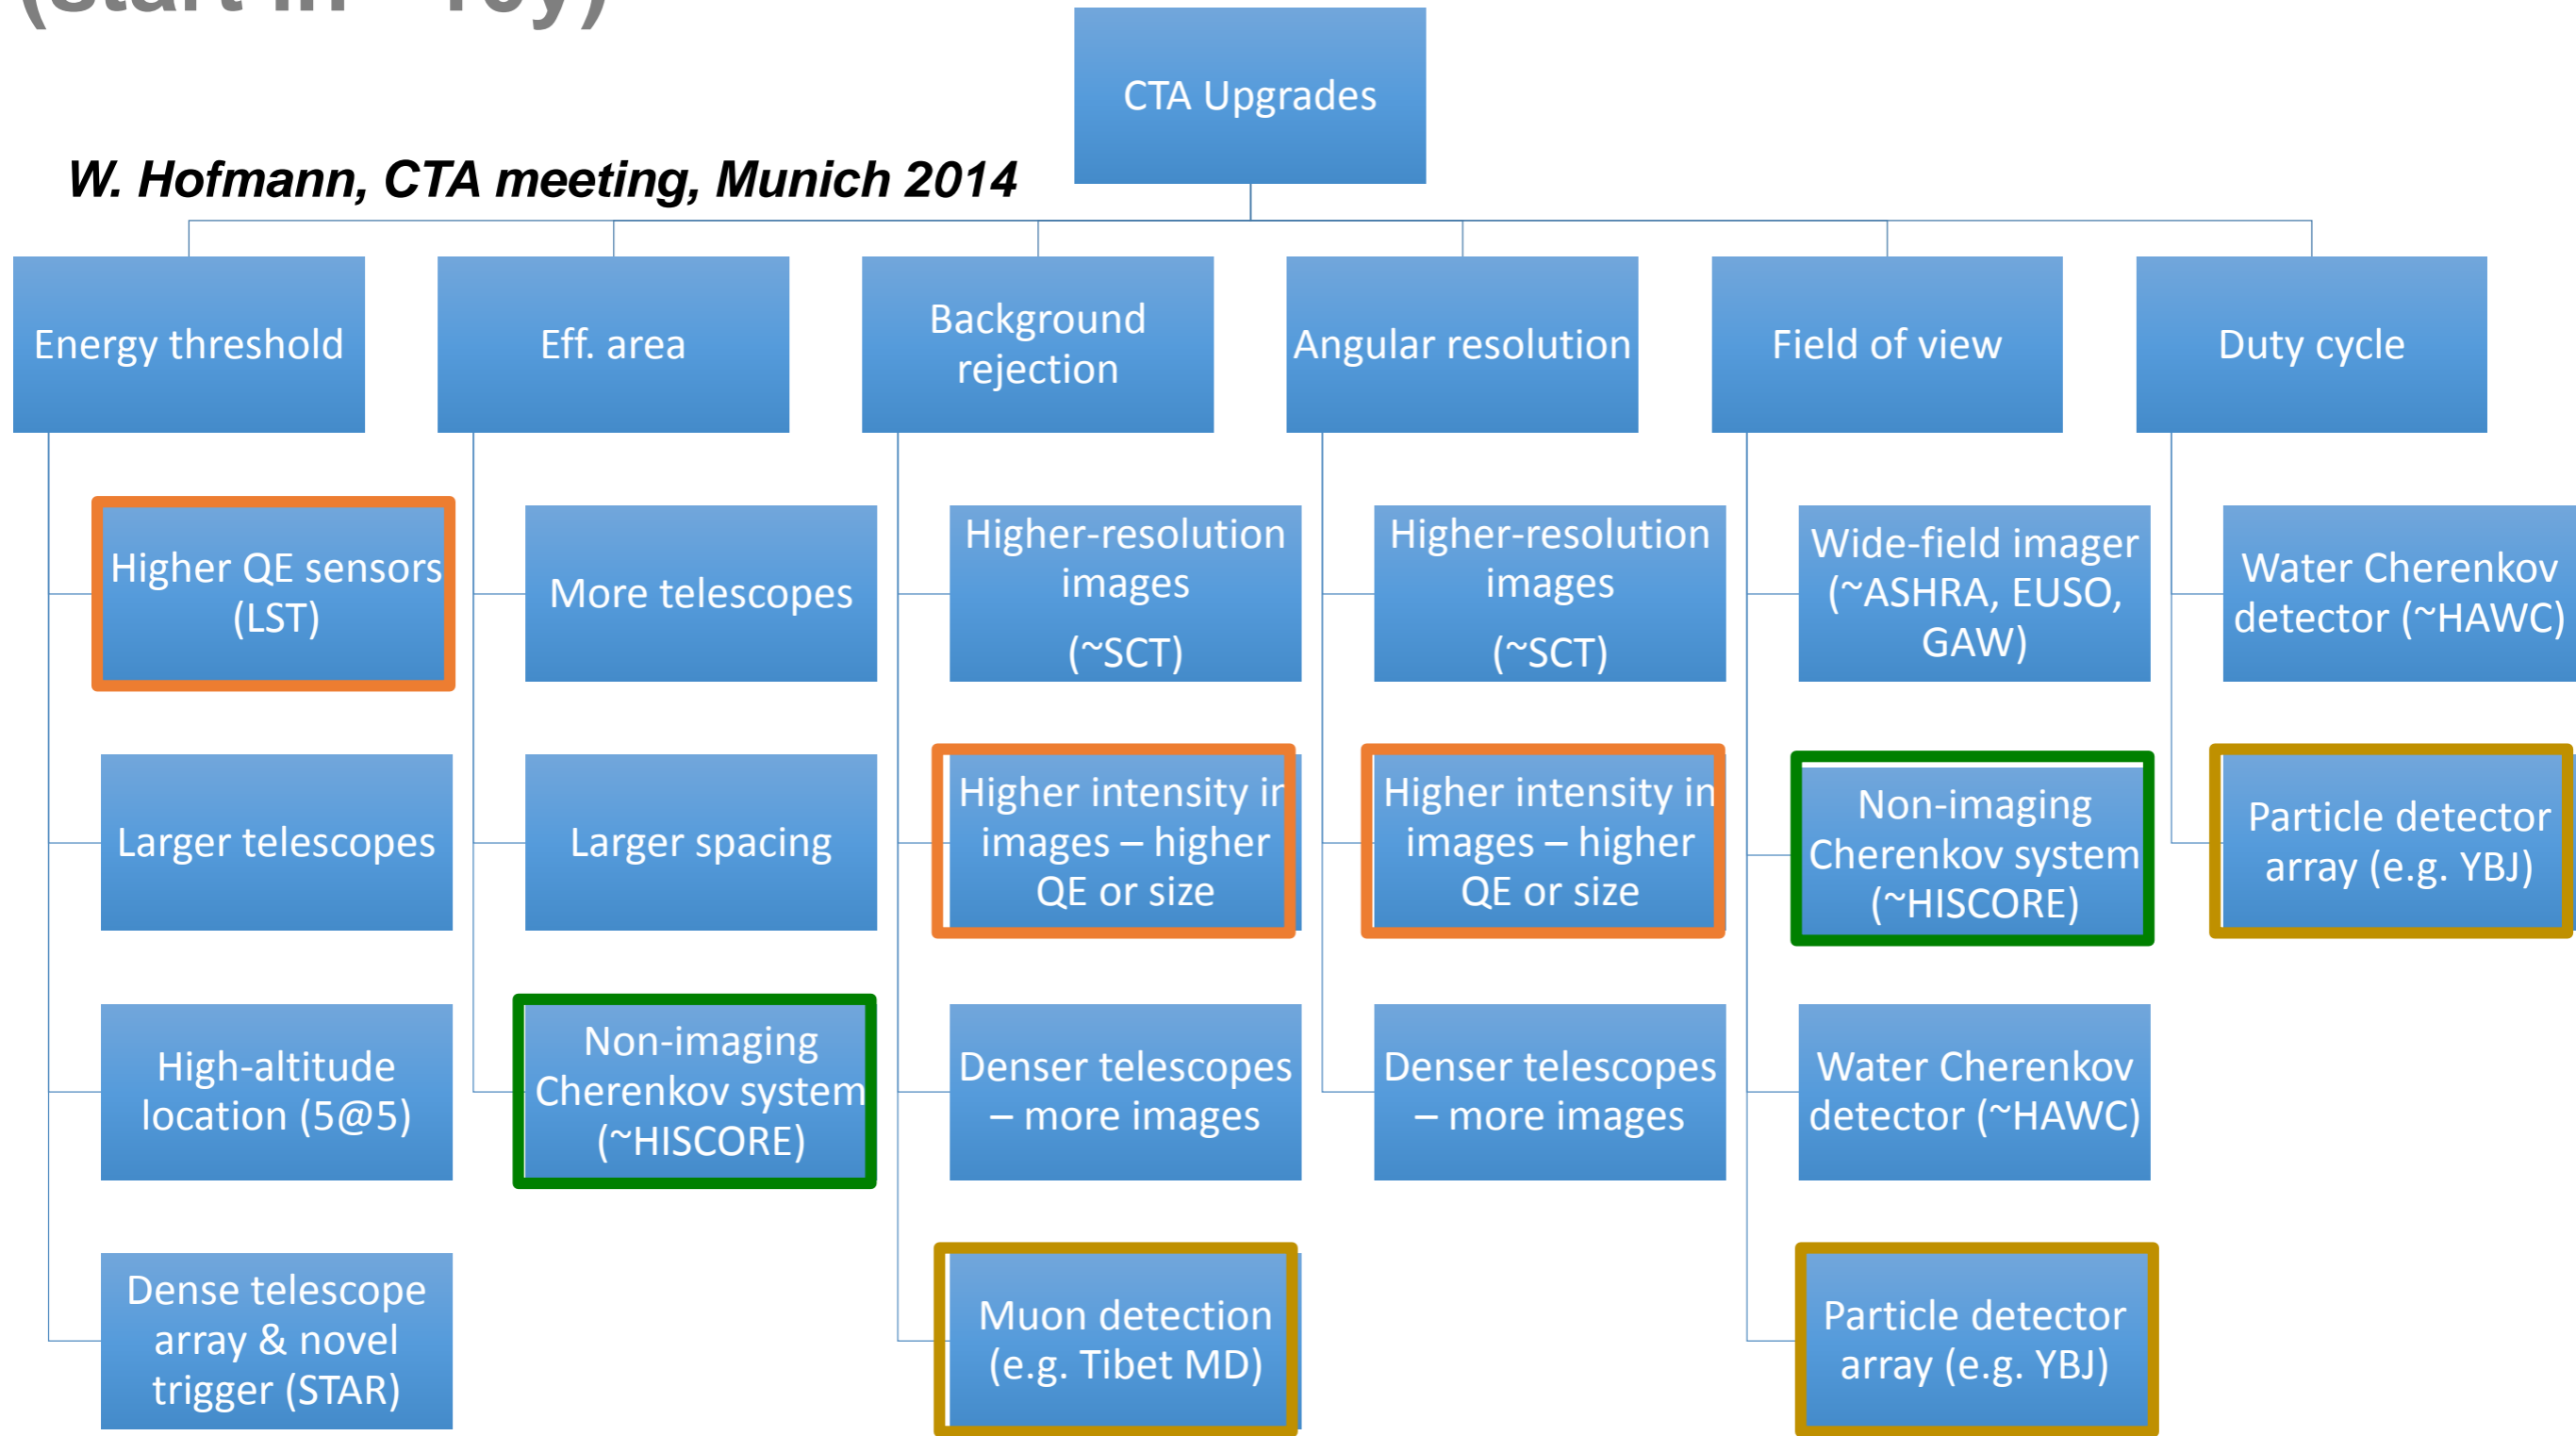 (start in ~10y)
CTA Upgrades
W. Hofmann, CTA meeting, Munich 2014
Energy threshold
Eff. area
Background
rejection
Angular resolution
Field of view
Duty cycle
Higher QE sensors
(LST)
Larger telescopes
High-altitude
location (5@5)
Dense telescope
array & novel
trigger (STAR)
More telescopes
Larger spacing
Non-imaging
Cherenkov system
(~HISCORE)
Higher-resolution
images
(~SCT)
Higher intensity in
images – higher
QE or size
Denser telescopes
– more images
Muon detection
(e.g. Tibet MD)
Higher-resolution
images
(~SCT)
Higher intensity in
images – higher
QE or size
Denser telescopes
– more images
Wide-field imager
(~ASHRA, EUSO,
GAW)
Non-imaging
Cherenkov system
(~HISCORE)
Water Cherenkov
detector (~HAWC)
Particle detector
array (e.g. YBJ)
Water Cherenkov
detector (~HAWC)
Particle detector
array (e.g. YBJ)